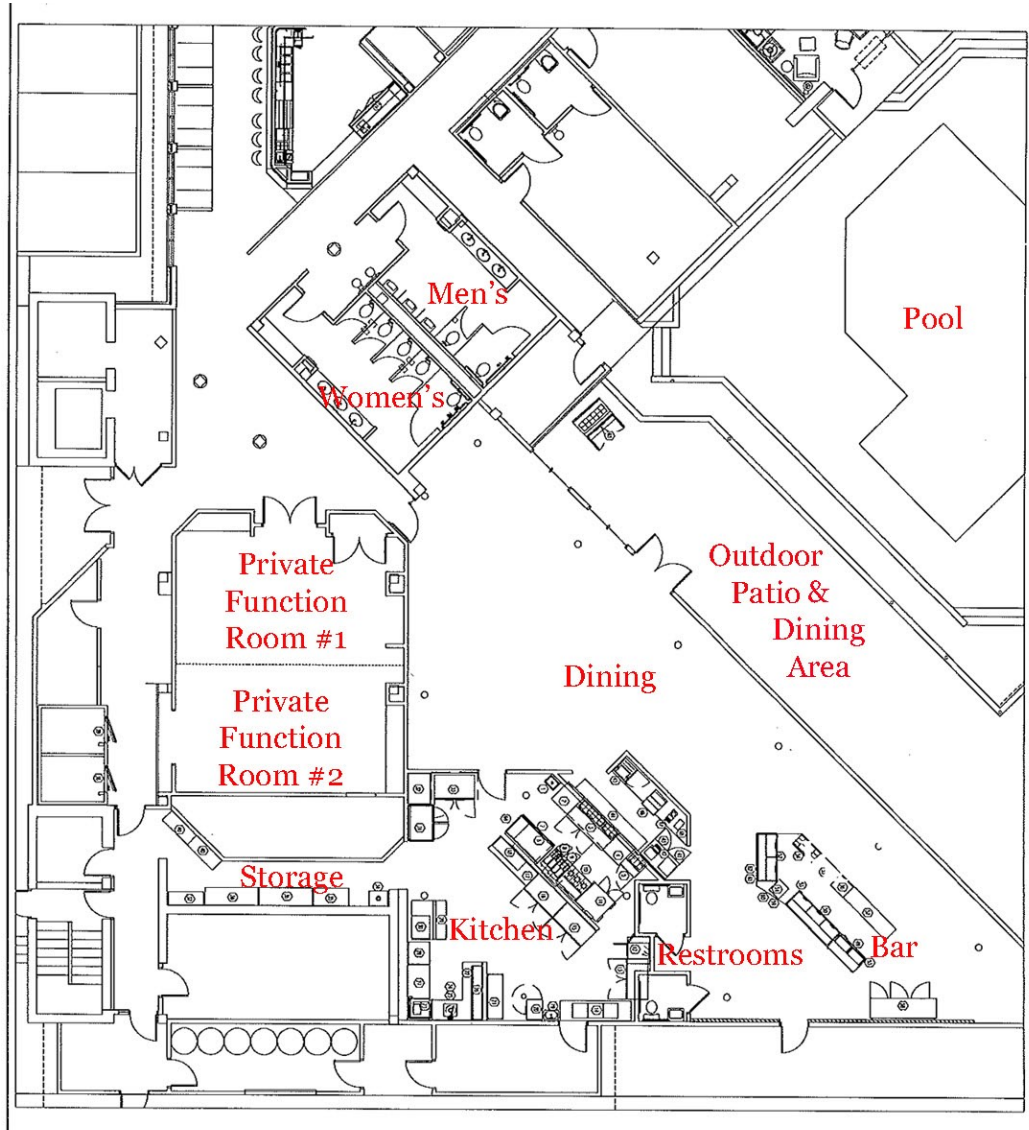 Men's
Pool
Women's
Private
Function
Room #1
Outdoor
Patio &
Dining
Area
Dining
Private
Function
Room #2
Storage
Kitchen
Restrooms
Bar